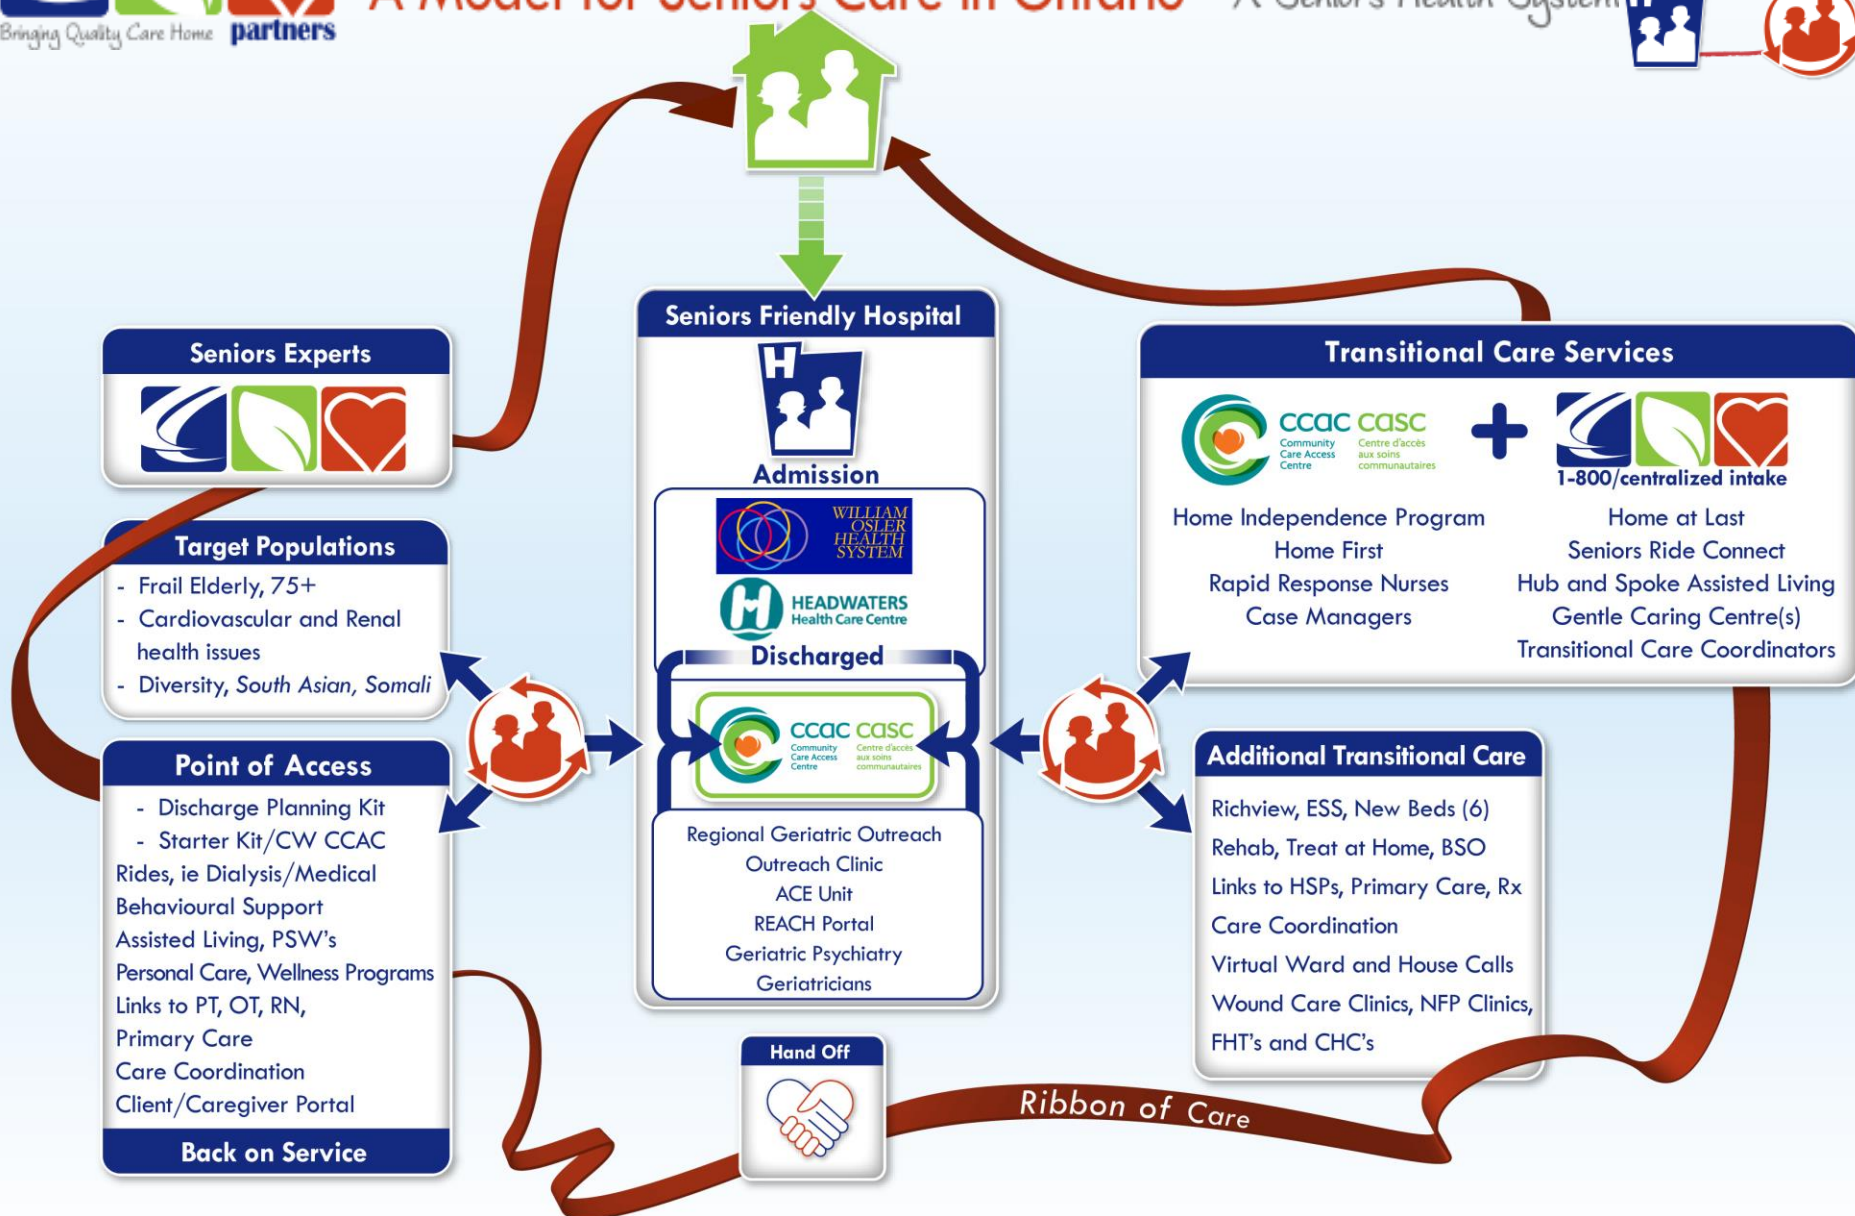 A Model for Seniors Care in Ontario
A Seniors Health System
Bringing Quality Care Home partners
H
Seniors Experts
Target Populations
- Frail Elderly, 75+
- Cardiovascular and Renal
health issues
- Diversity, South Asian, Somali
Point of Access
- Discharge Planning Kit
- Starter Kit/CW CCAC
Rides, ie Dialysis/Medical
Behavioural Support
Assisted Living, PSW's
Personal Care, Wellness Programs
Links to PT, OT, RN,
Primary Care
Care Coordination
Client/Caregiver Portal
Back on Service
Seniors Friendly Hospital
H
Admission
WILLIAM
OSLER
HEALTH
SYSTEM
H
HEADWATERS
Health Care Centre
Discharged
ccac casc
Community
Care Access
Centre
Centre d'accès
aux soins
communautaires
Regional Geriatric Outreach
Outreach Clinic
ACE Unit
REACH Portal
Geriatric Psychiatry
Geriatricians
Hand Off
Ribbon of Care
Transitional Care Services
ccac casc
Community
Care Access
Centre
Centre d'accès
aux soins
communautaires
+
1-800/centralized intake
Home Independence Program
Home First
Rapid Response Nurses
Case Managers
Home at Last
Seniors Ride Connect
Hub and Spoke Assisted Living
Gentle Caring Centre(s)
Transitional Care Coordinators
Additional Transitional Care
Richview, ESS, New Beds (6)
Rehab, Treat at Home, BSO
Links to HSPs, Primary Care, Rx
Care Coordination
Virtual Ward and House Calls
Wound Care Clinics, NFP Clinics,
FHT's and CHC's